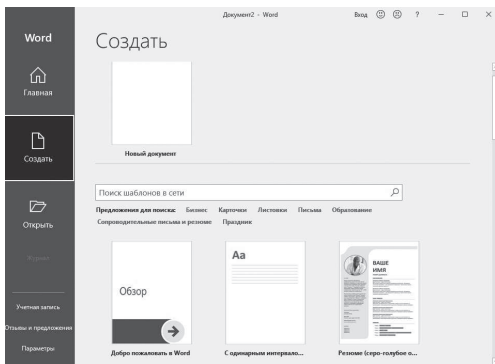 Документ2 - Word
Вход
?
Word
Создать
Главная
Создать
Открыть
Учетная запись
Отзывы и предложения
Параметры
Новый документ
Поиск шаблонов в сети
Предложения для поиска: Бизнес Карточки Листовки Письма Образование
Сопроводительные письма и резюме Праздник
Обзор
Добро пожаловать в Word
Aa
С одинарным интервало...
ВАШЕ
ИМЯ
Резюме (серо-голубое о...